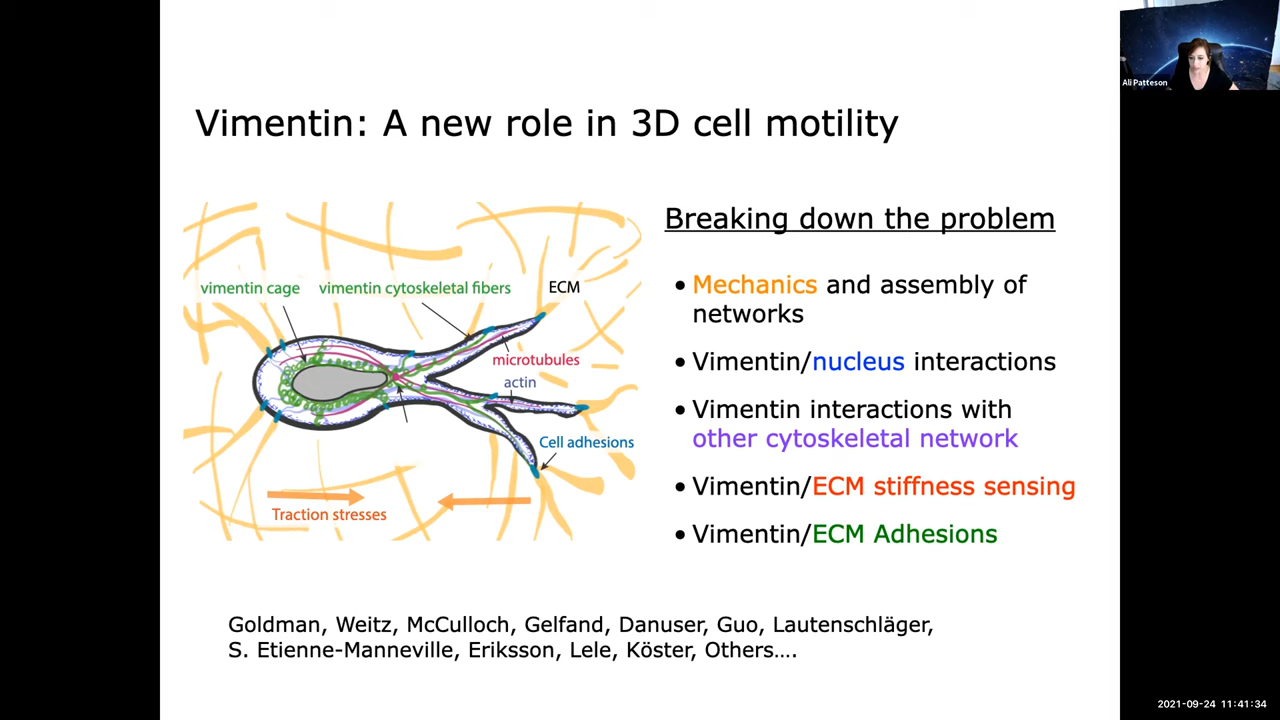 Ali Patteson
Vimentin: A new role in 3D cell motility
vimentin cage
vimentin cytoskeletal fibers
ECM
microtubules
actin
Cell adhesions
Traction stresses
Breaking down the problem
• Mechanics and assembly of
networks
• Vimentin/nucleus interactions
• Vimentin interactions with
other cytoskeletal network
• Vimentin/ECM stiffness sensing
• Vimentin/ECM Adhesions
Goldman, Weitz, McCulloch, Gelfand, Danuser, Guo, Lautenschläger,
S. Etienne-Manneville, Eriksson, Lele, Köster, Others….
2021-09-24 11:41:34